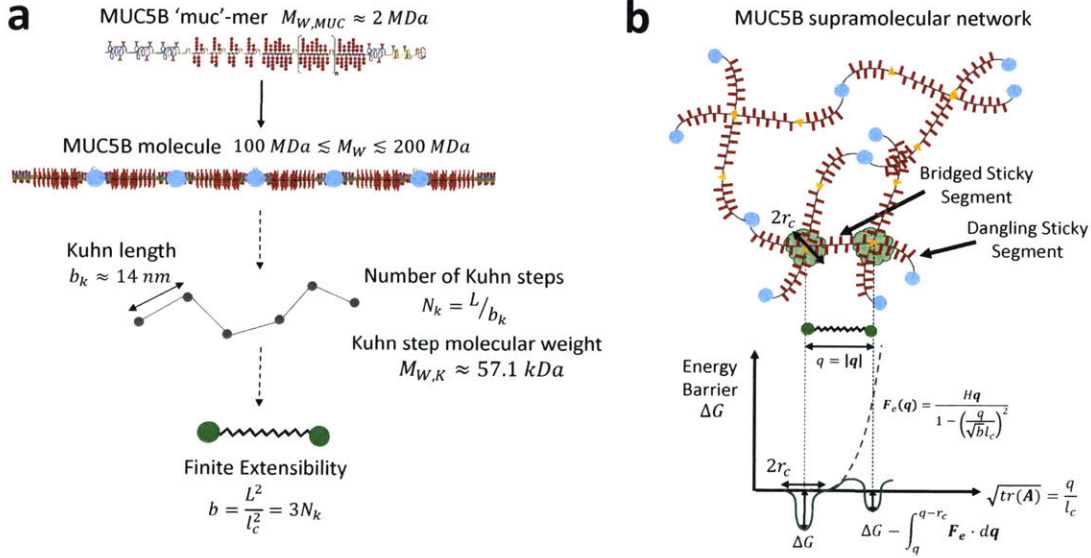 a
MUC5B 'muc'-mer M_{W,MUC} ≈ 2 MDa
n
MUC5B molecule 100 MDa ≲ M_W ≲ 200 MDa
Kuhn length
b_k ≈ 14 nm
Number of Kuhn steps
N_k = L/b_k
Kuhn step molecular weight
M_{W,K} ≈ 57.1 kDa
Finite Extensibility
b = L²/l_c² = 3N_k
b
MUC5B supramolecular network
Bridged Sticky
Segment
2r_c
Dangling Sticky
Segment
q = |q|
Energy
Barrier
ΔG
F_e(q) = Hq / (1 − (q/(√b l_c))²)
2r_c
√tr(A) = q/l_c
ΔG
ΔG − ∫_q^{q−r_c} F_e · dq